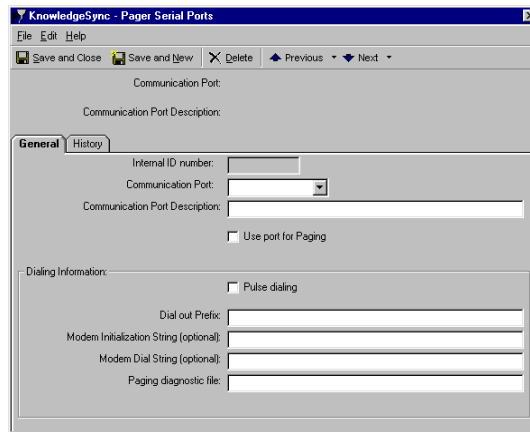 KnowledgeSync - Pager Serial Ports
File Edit Help
Save and Close Save and New Delete Previous Next
Communication Port:
Communication Port Description:
General History
Internal ID number:
Communication Port:
Communication Port Description:
Use port for Paging
Dialing Information:
Pulse dialing
Dial out Prefix:
Modem Initialization String (optional):
Modem Dial String (optional):
Paging diagnostic file: